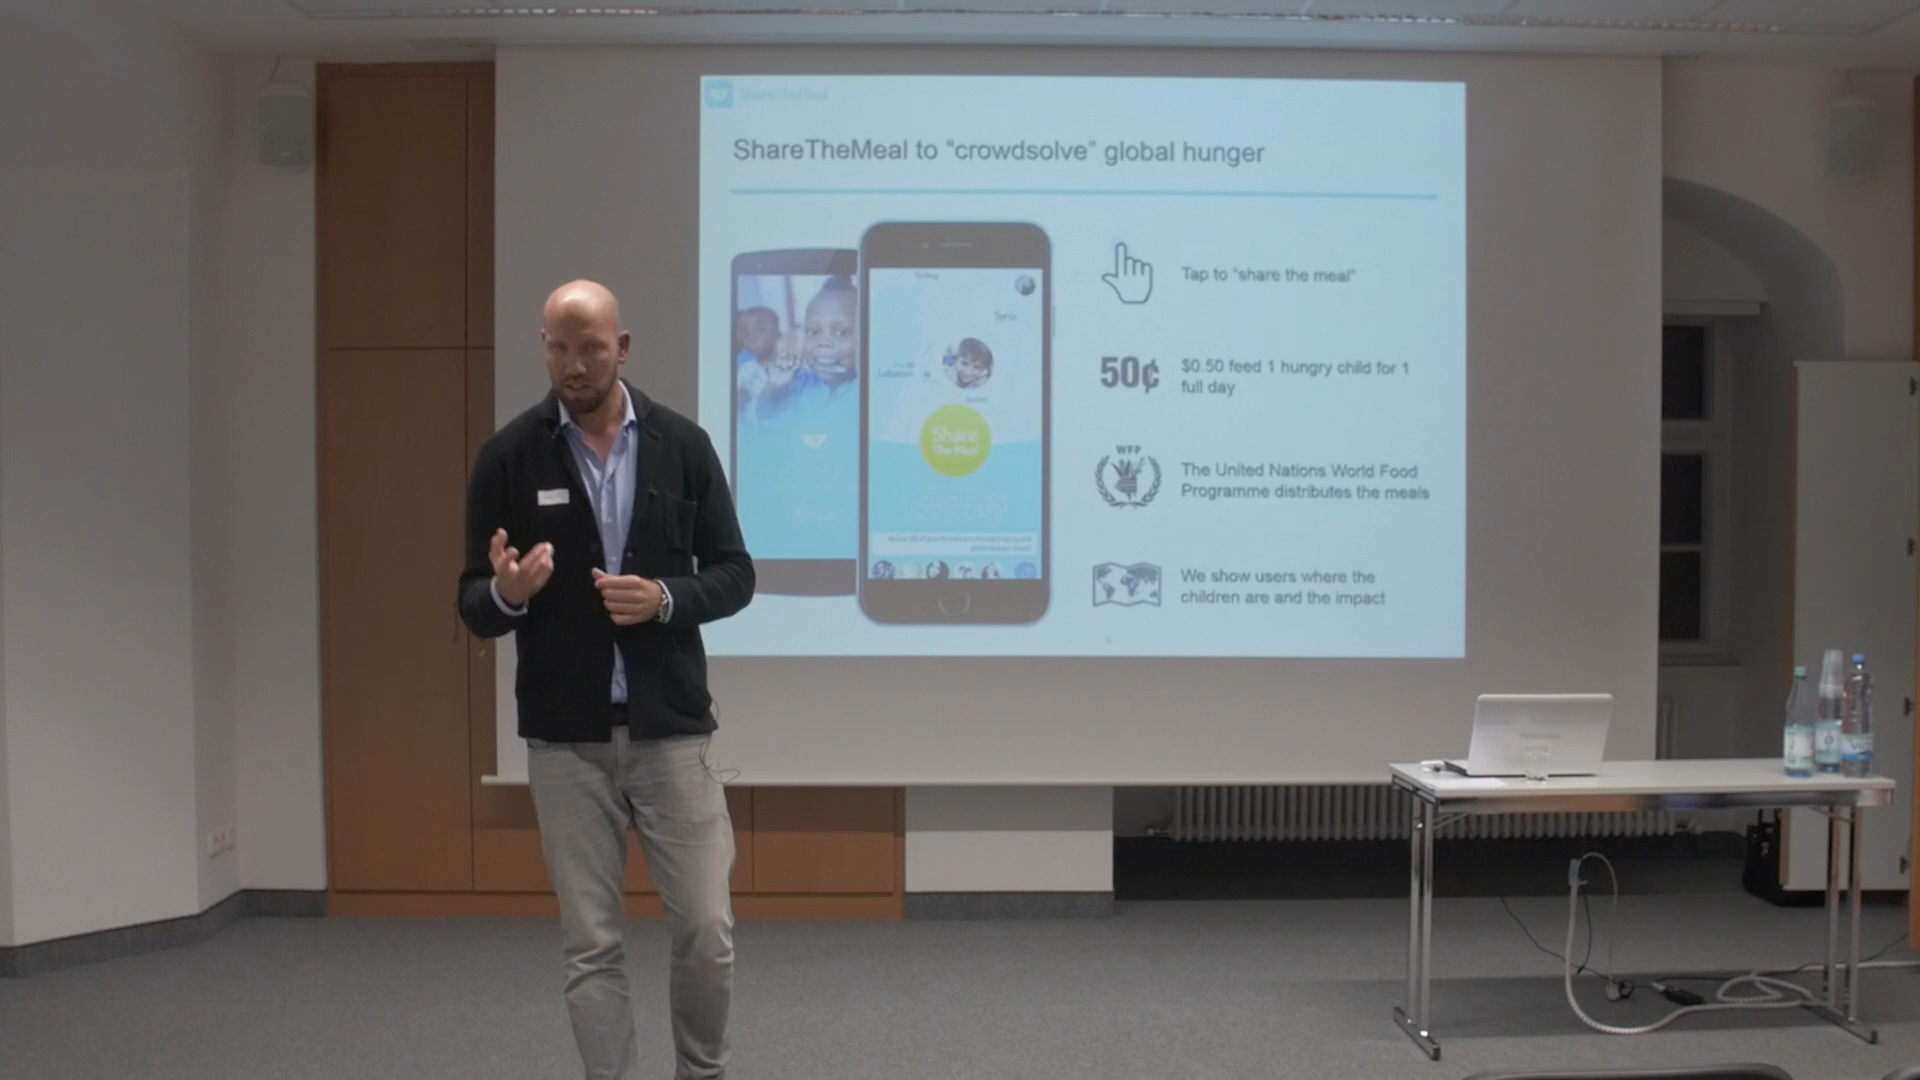 ShareTheMeal
ShareTheMeal to “crowdsolve” global hunger
Tap to “share the meal”
50¢
$0.50 feed 1 hungry child for 1
full day
WFP
The United Nations World Food
Programme distributes the meals
We show users where the
children are and the impact
Turkey
Syria
Lebanon
Share
The Meal